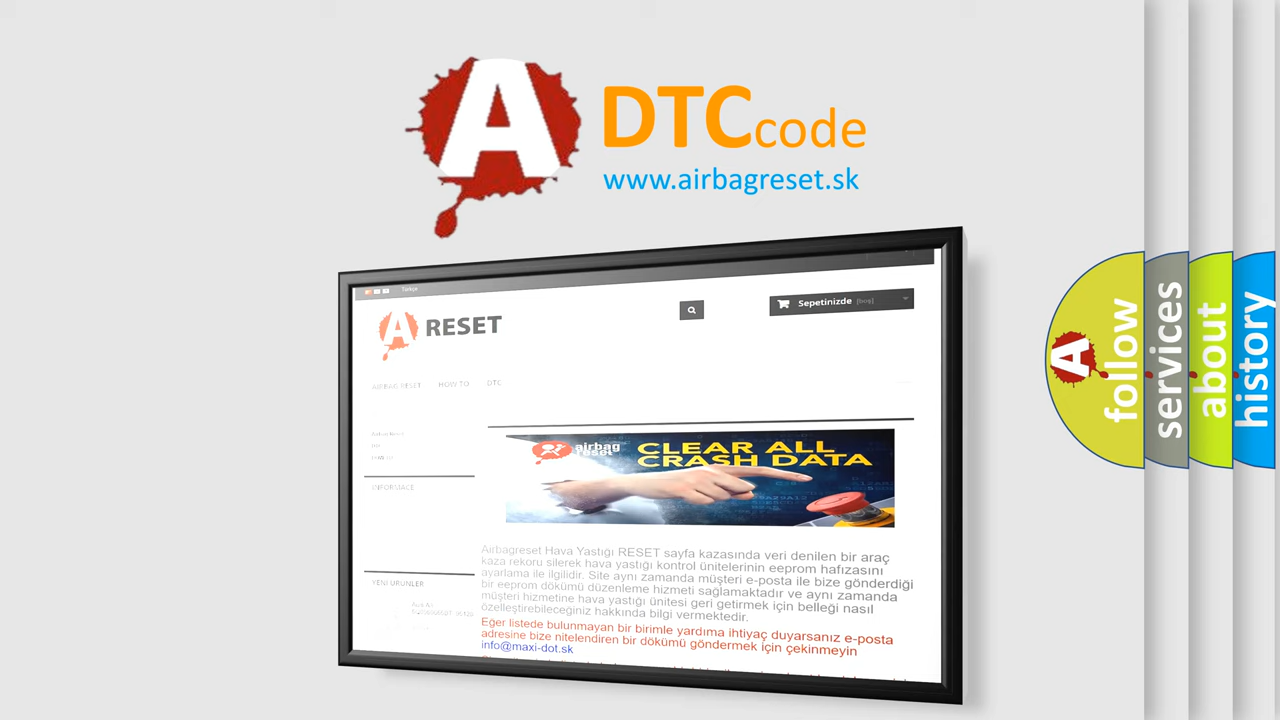 A DTCcode
www.airbagreset.sk
Türkçe
A RESET
Sepetinizde [boş]
AIRBAG RESET HOW TO DTC
INFORMACE
airbag
reset
CLEAR ALL
CRASH DATA
Airbagreset Hava Yastığı RESET sayfa kazasında veri denilen bir araç
kaza rekoru silerek hava yastığı kontrol ünitelerinin eeprom hafızasını
ayarlama ile ilgilidir. Site aynı zamanda müşteri e-posta ile bize gönderdiği
bir eeprom dökümü düzenleme hizmeti sağlamaktadır ve aynı zamanda
müşteri hizmetine hava yastığı ünitesi geri getirmek için belleği nasıl
özelleştirebileceğiniz hakkında bilgi vermektedir.
Eğer listede bulunmayan bir birimle yardıma ihtiyaç duyarsanız e-posta
adresine bize nitelendiren bir dökümü göndermek için çekinmeyin
info@maxi-dot.sk
YENİ ÜRÜNLER
A
follow
services
about
history